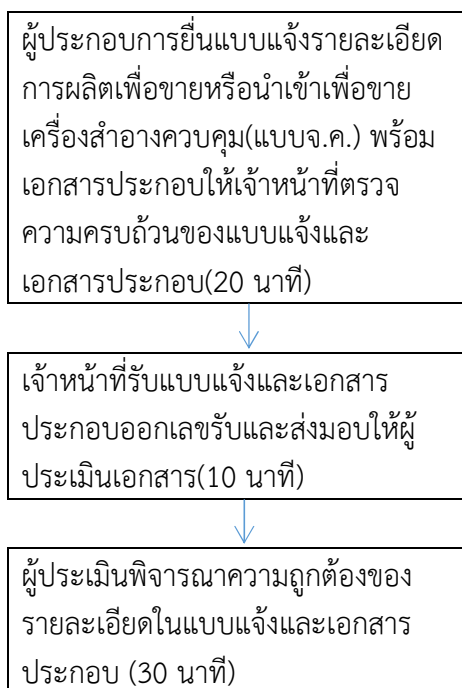 ผู้ประกอบการยื่นแบบแจ้งรายละเอียด
การผลิตเพื่อขายหรือนำเข้าเพื่อขาย
เครื่องสำอางควบคุม(แบบจ.ค.) พร้อม
เอกสารประกอบให้เจ้าหน้าที่ตรวจ
ความครบถ้วนของแบบแจ้งและ
เอกสารประกอบ(20 นาที)
เจ้าหน้าที่รับแบบแจ้งและเอกสาร
ประกอบออกเลขรับและส่งมอบให้ผู้
ประเมินเอกสาร(10 นาที)
ผู้ประเมินพิจารณาความถูกต้องของ
รายละเอียดในแบบแจ้งและเอกสาร
ประกอบ (30 นาที)